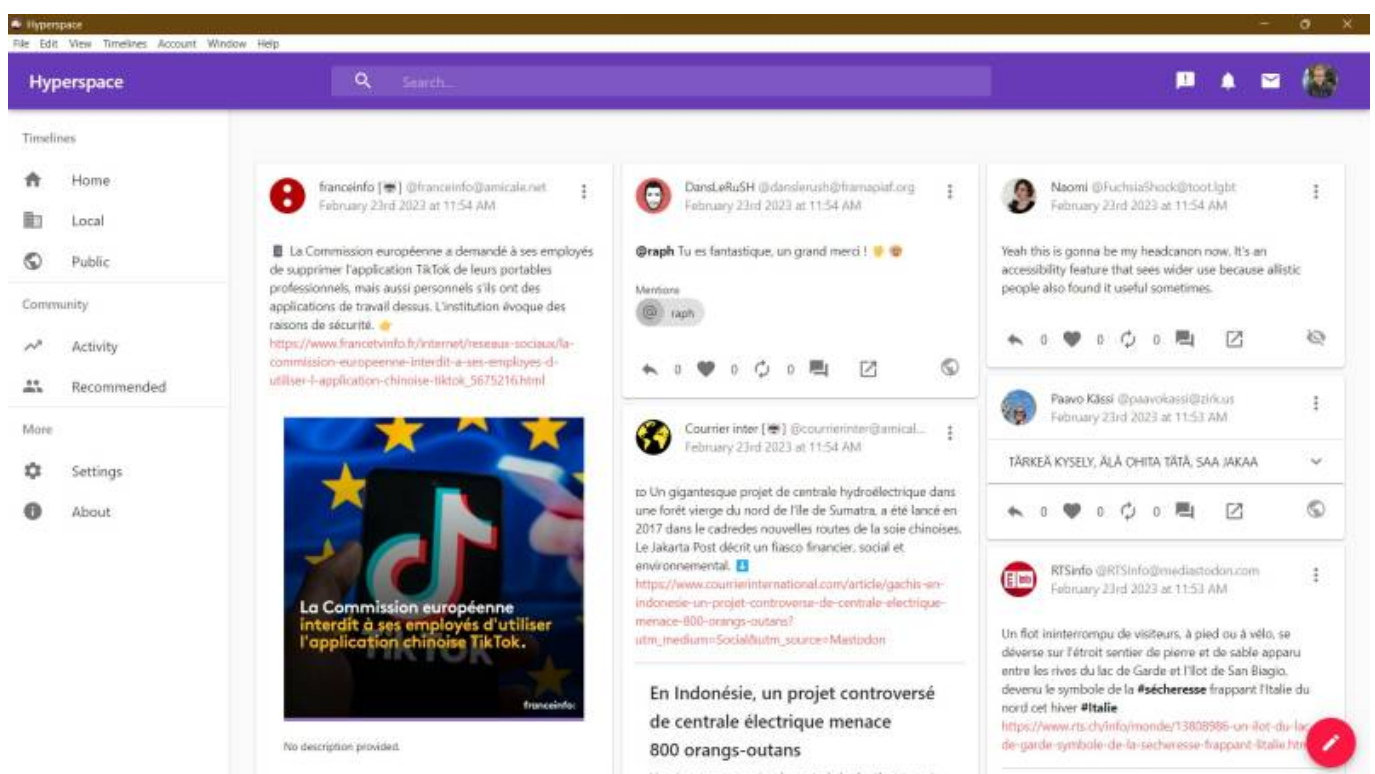 Hyperspace
File Edit View Timelines Account Window Help
Hyperspace
Search...
Timelines
Home
Local
Public
Community
Activity
Recommended
More
Settings
About
franceinfo [🤖] @franceinfo@amicale.net
February 23rd 2023 at 11:54 AM
La Commission européenne a demandé à ses employés
de supprimer l'application TikTok de leurs portables
professionnels, mais aussi personnels s'ils ont des
applications de travail dessus. L'institution évoque des
raisons de sécurité. 👉
https://www.francetvinfo.fr/internet/reseaux-sociaux/la-
commission-europeenne-interdit-a-ses-employes-d-
utiliser-l-application-chinoise-tiktok_5675216.html
La Commission européenne
interdit à ses employés d'utiliser
l'application chinoise TikTok.
TikTok
franceinfo:
No description provided.
DansLeRuSH @danslerush@framapiaf.org
February 23rd 2023 at 11:54 AM
@raph Tu es fantastique, un grand merci !
Mentions
@ raph
0 0 0
Courrier inter [🤖] @courrierinter@amical...
February 23rd 2023 at 11:54 AM
Un gigantesque projet de centrale hydroélectrique dans
une forêt vierge du nord de l'île de Sumatra, a été lancé en
2017 dans le cadredes nouvelles routes de la soie chinoises.
Le Jakarta Post décrit un fiasco financier, social et
environnemental. ⬇️
https://www.courrierinternational.com/article/gachis-en-
indonesie-un-projet-controverse-de-centrale-electrique-
menace-800-orangs-outans?
utm_medium=Social&utm_source=Mastodon
En Indonésie, un projet controversé
de centrale électrique menace
800 orangs-outans
Naomi @FuchsiaShock@toot.lgbt
February 23rd 2023 at 11:54 AM
Yeah this is gonna be my headcanon now. It's an
accessibility feature that sees wider use because allistic
people also found it useful sometimes.
0 0 0
Paavo Kässi @paavokassi@zirk.us
February 23rd 2023 at 11:53 AM
TÄRKEÄ KYSELY, ÄLÄ OHITA TÄTÄ, SAA JAKAA
0 0 0
RTSinfo @RTSInfo@mediastodon.com
February 23rd 2023 at 11:53 AM
Un flot ininterrompu de visiteurs, à pied ou à vélo, se
déverse sur l'étroit sentier de pierre et de sable apparu
entre les rives du lac de Garde et l'îlot de San Biagio,
devenu le symbole de la #sécheresse frappant l'Italie du
nord cet hiver #Italie
https://www.rts.ch/info/monde/13808986-un-ilot-du-lac-
de-garde-symbole-de-la-secheresse-frappant-litalie.htm